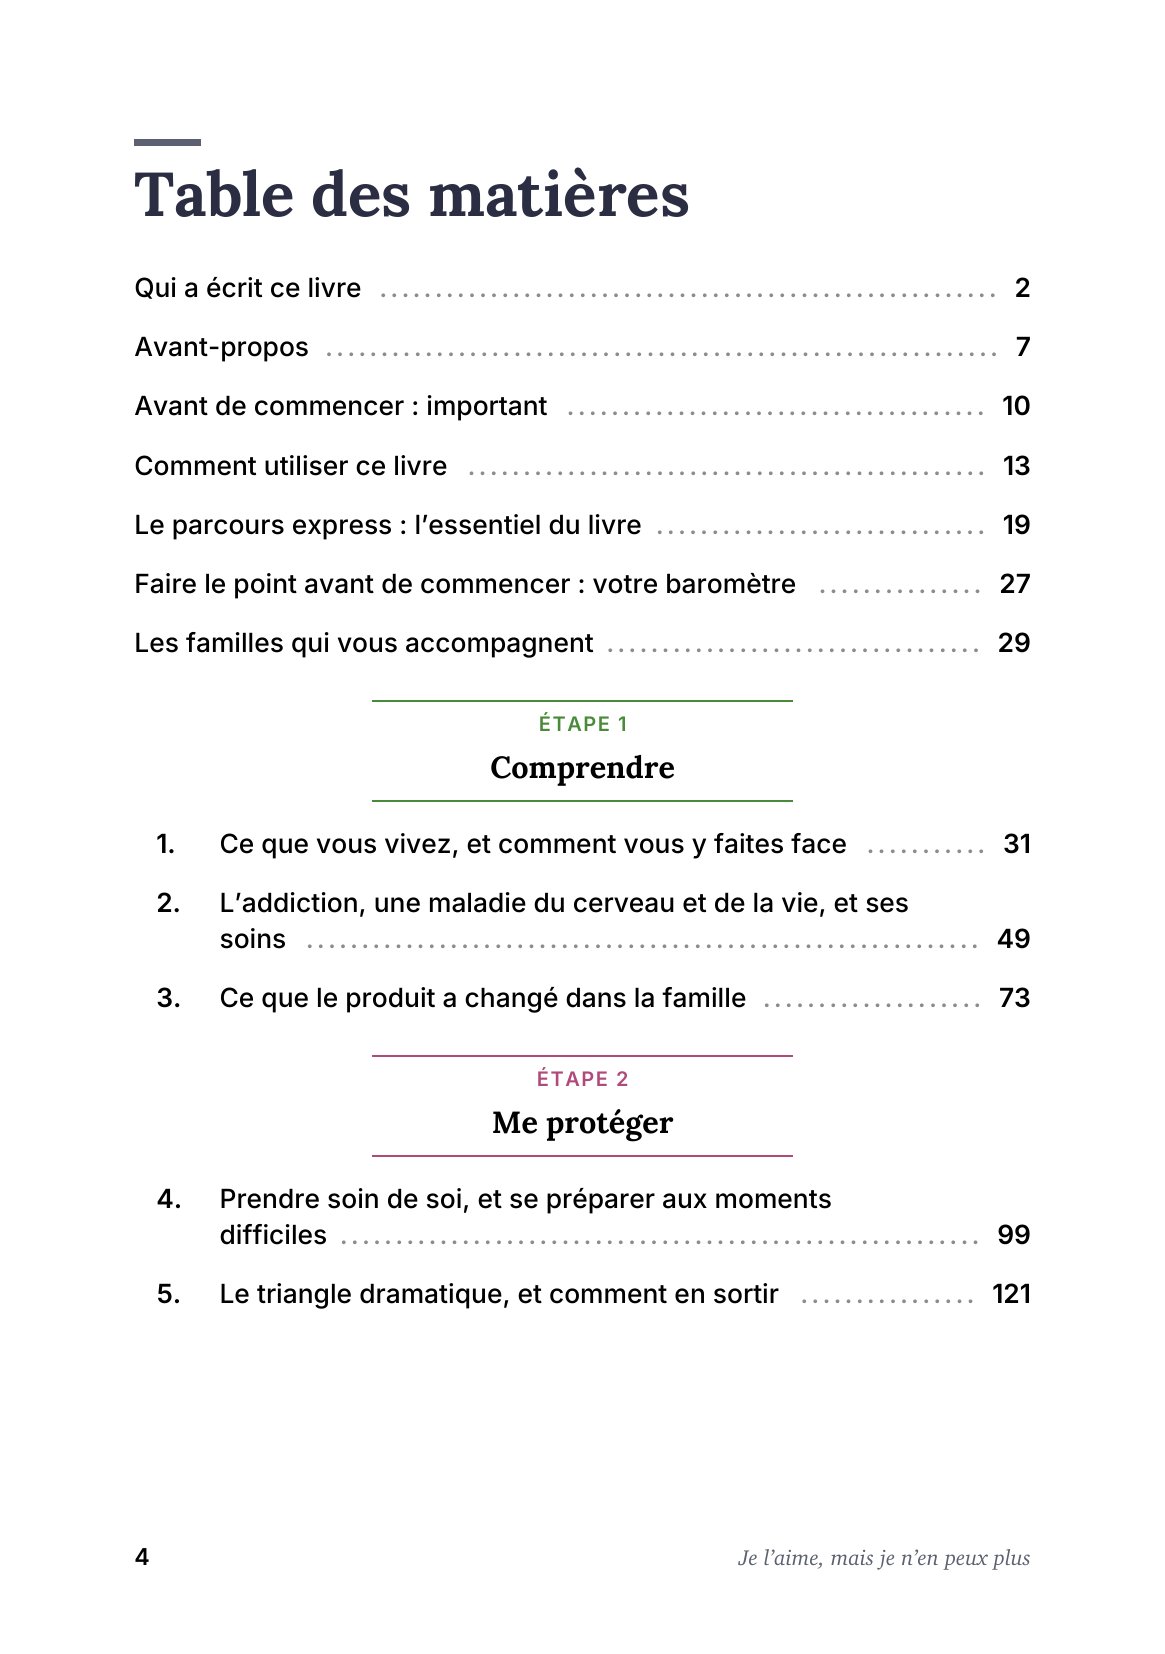 Table des matières
Qui a écrit ce livre ........................................................ 2
Avant-propos ............................................................. 7
Avant de commencer : important ...................................... 10
Comment utiliser ce livre ............................................... 13
Le parcours express : l’essentiel du livre .............................. 19
Faire le point avant de commencer : votre baromètre ............... 27
Les familles qui vous accompagnent .................................. 29
ÉTAPE 1
Comprendre
1. Ce que vous vivez, et comment vous y faites face ........... 31
2. L’addiction, une maladie du cerveau et de la vie, et ses
soins ............................................................. 49
3. Ce que le produit a changé dans la famille .................... 73
ÉTAPE 2
Me protéger
4. Prendre soin de soi, et se préparer aux moments
difficiles .......................................................... 99
5. Le triangle dramatique, et comment en sortir ................ 121
4 Je l’aime, mais je n’en peux plus